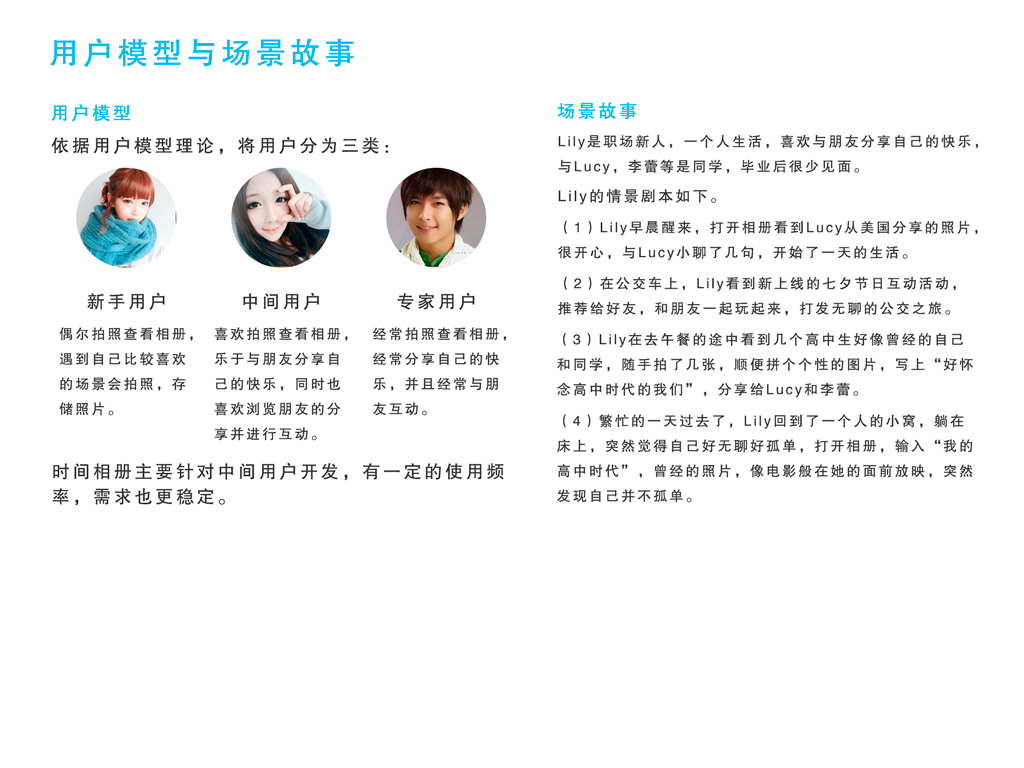 用户模型与场景故事
用户模型
依据用户模型理论，将用户分为三类：
新手用户
偶尔拍照查看相册，
遇到自己比较喜欢
的场景会拍照，存
储照片。
中间用户
喜欢拍照查看相册，
乐于与朋友分享自
己的快乐，同时也
喜欢浏览朋友的分
享并进行互动。
专家用户
经常拍照查看相册，
经常分享自己的快
乐，并且经常与朋
友互动。
时间相册主要针对中间用户开发，有一定的使用频
率，需求也更稳定。
场景故事
Lily是职场新人，一个人生活，喜欢与朋友分享自己的快乐，
与Lucy，李蕾等是同学，毕业后很少见面。
Lily的情景剧本如下。
（1）Lily早晨醒来，打开相册看到Lucy从美国分享的照片，
很开心，与Lucy小聊了几句，开始了一天的生活。
（2）在公交车上，Lily看到新上线的七夕节日互动活动，
推荐给好友，和朋友一起玩起来，打发无聊的公交之旅。
（3）Lily在去午餐的途中看到几个高中生好像曾经的自己
和同学，随手拍了几张，顺便拼个个性的图片，写上“好怀
念高中时代的我们”，分享给Lucy和李蕾。
（4）繁忙的一天过去了，Lily回到了一个人的小窝，躺在
床上，突然觉得自己好无聊好孤单，打开相册，输入“我的
高中时代”，曾经的照片，像电影般在她的面前放映，突然
发现自己并不孤单。